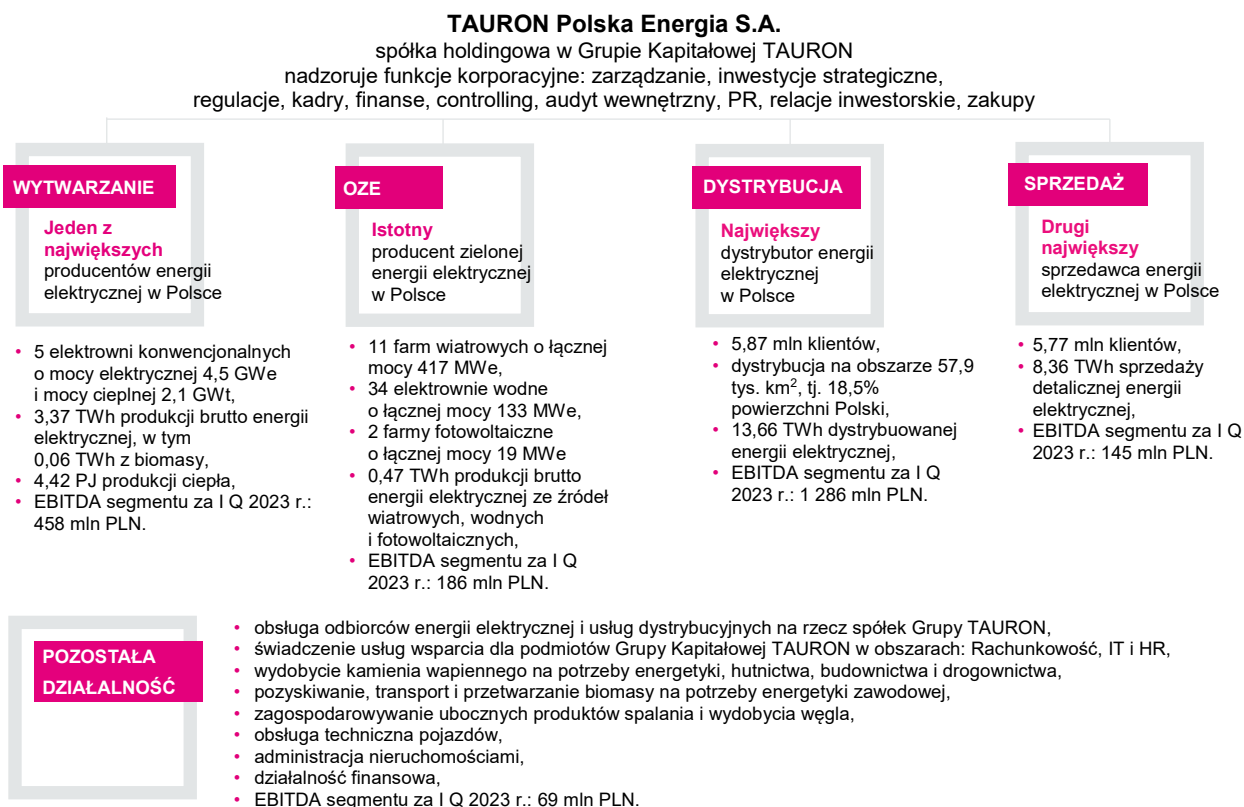 TAURON Polska Energia S.A.
spółka holdingowa w Grupie Kapitałowej TAURON
nadzoruje funkcje korporacyjne: zarządzanie, inwestycje strategiczne,
regulacje, kadry, finanse, controlling, audyt wewnętrzny, PR, relacje inwestorskie, zakupy
WYTWARZANIE
Jeden z
największych
producentów energii
elektrycznej w Polsce
• 5 elektrowni konwencjonalnych
o mocy elektrycznej 4,5 GWe
i mocy cieplnej 2,1 GWt,
• 3,37 TWh produkcji brutto energii
elektrycznej, w tym
0,06 TWh z biomasy,
• 4,42 PJ produkcji ciepła,
• EBITDA segmentu za I Q 2023 r.:
458 mln PLN.
OZE
Istotny
producent zielonej
energii elektrycznej
w Polsce
• 11 farm wiatrowych o łącznej
mocy 417 MWe,
• 34 elektrownie wodne
o łącznej mocy 133 MWe,
• 2 farmy fotowoltaiczne
o łącznej mocy 19 MWe
• 0,47 TWh produkcji brutto
energii elektrycznej ze źródeł
wiatrowych, wodnych
i fotowoltaicznych,
• EBITDA segmentu za I Q
2023 r.: 186 mln PLN.
DYSTRYBUCJA
Największy
dystrybutor energii
elektrycznej
w Polsce
• 5,87 mln klientów,
• dystrybucja na obszarze 57,9
tys. km², tj. 18,5%
powierzchni Polski,
• 13,66 TWh dystrybuowanej
energii elektrycznej,
• EBITDA segmentu za I Q
2023 r.: 1 286 mln PLN.
SPRZEDAŻ
Drugi
największy
sprzedawca energii
elektrycznej w Polsce
• 5,77 mln klientów,
• 8,36 TWh sprzedaży
detalicznej energii
elektrycznej,
• EBITDA segmentu za I Q
2023 r.: 145 mln PLN.
POZOSTAŁA
DZIAŁALNOŚĆ
• obsługa odbiorców energii elektrycznej i usług dystrybucyjnych na rzecz spółek Grupy TAURON,
• świadczenie usług wsparcia dla podmiotów Grupy Kapitałowej TAURON w obszarach: Rachunkowość, IT i HR,
• wydobycie kamienia wapiennego na potrzeby energetyki, hutnictwa, budownictwa i drogownictwa,
• pozyskiwanie, transport i przetwarzanie biomasy na potrzeby energetyki zawodowej,
• zagospodarowywanie ubocznych produktów spalania i wydobycia węgla,
• obsługa techniczna pojazdów,
• administracja nieruchomościami,
• działalność finansowa,
• EBITDA segmentu za I Q 2023 r.: 69 mln PLN.